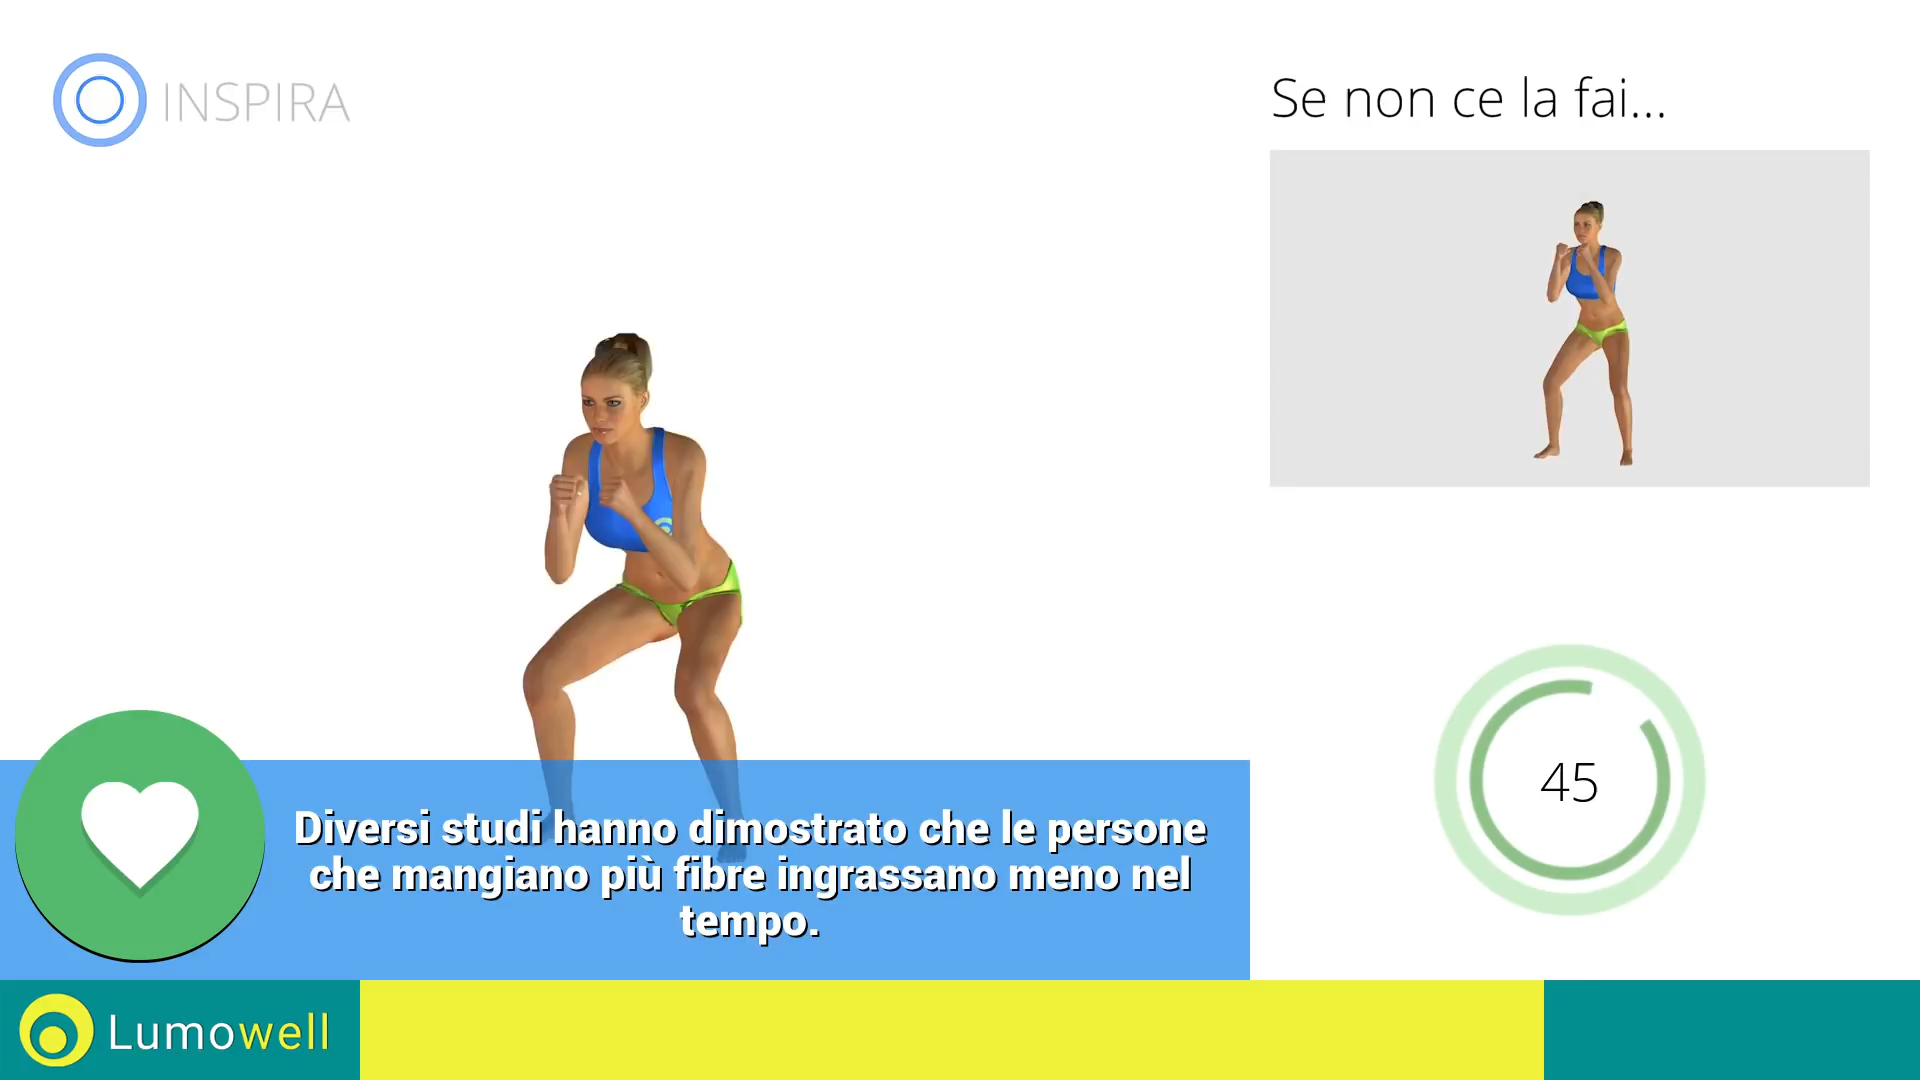 INSPIRA
Se non ce la fai...
45
Diversi studi hanno dimostrato che le persone
che mangiano più fibre ingrassano meno nel
tempo.
Lumowell